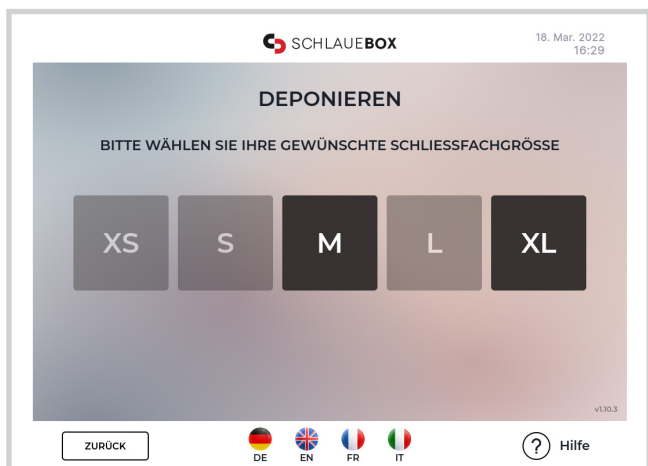 SCHLAUEBOX
18. Mar. 2022
16:29
DEPONIEREN
BITTE WÄHLEN SIE IHRE GEWÜNSCHTE SCHLIESSFACHGRÖSSE
XS S M L XL
v1.10.3
ZURÜCK
DE EN FR IT
? Hilfe